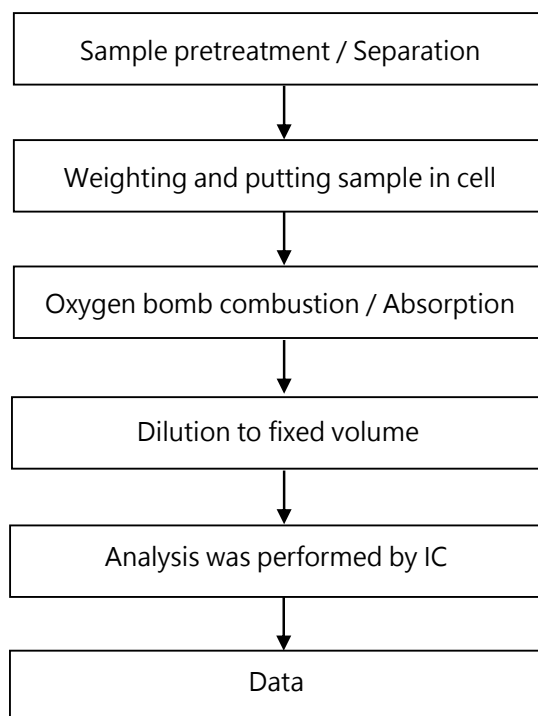 Sample pretreatment / Separation
Weighting and putting sample in cell
Oxygen bomb combustion / Absorption
Dilution to fixed volume
Analysis was performed by IC
Data